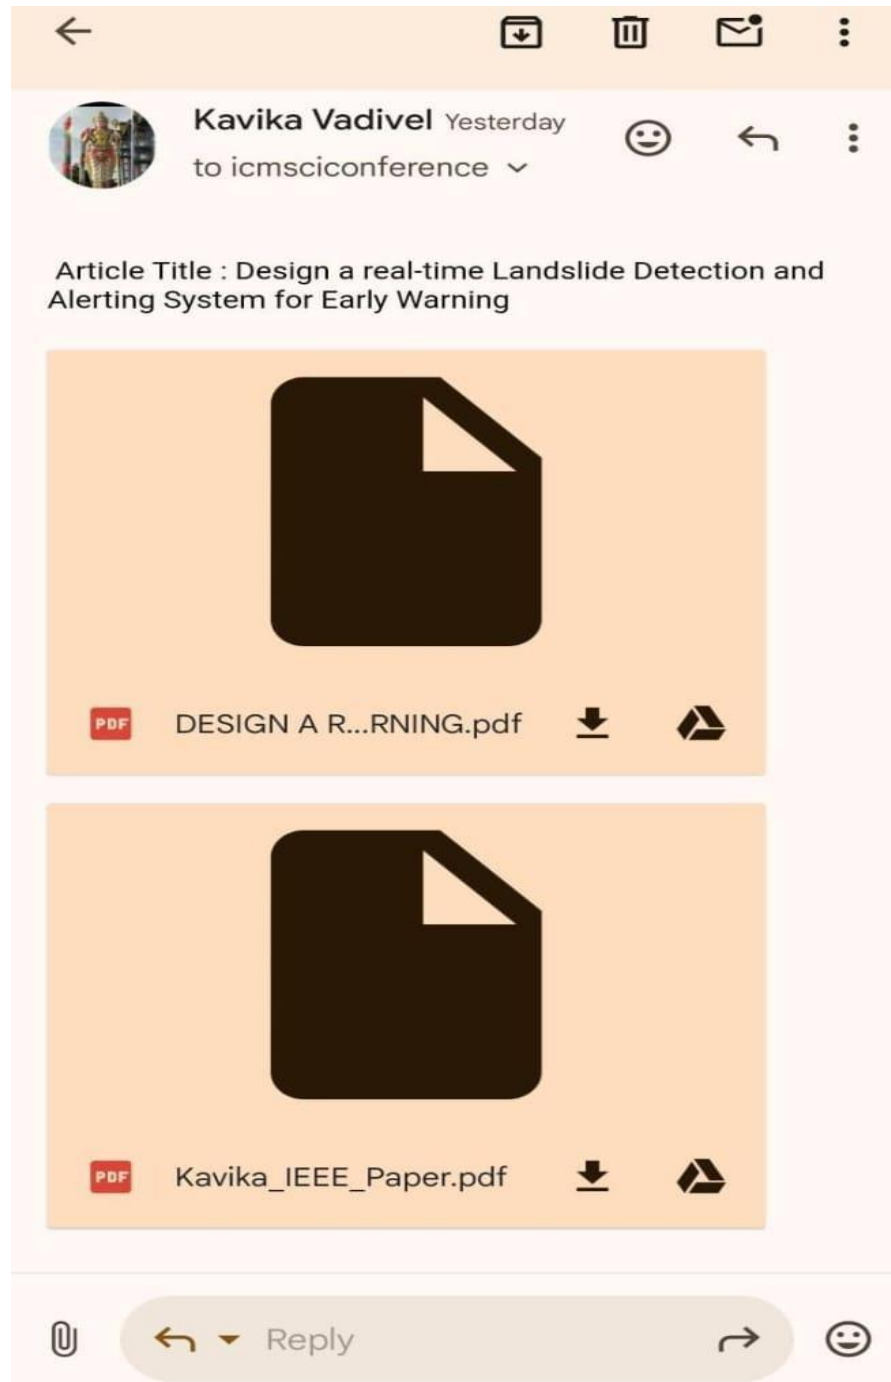 Kavika Vadivel Yesterday
to icmsciconference
Article Title : Design a real-time Landslide Detection and
Alerting System for Early Warning
PDF DESIGN A R...RNING.pdf
PDF Kavika_IEEE_Paper.pdf
Reply